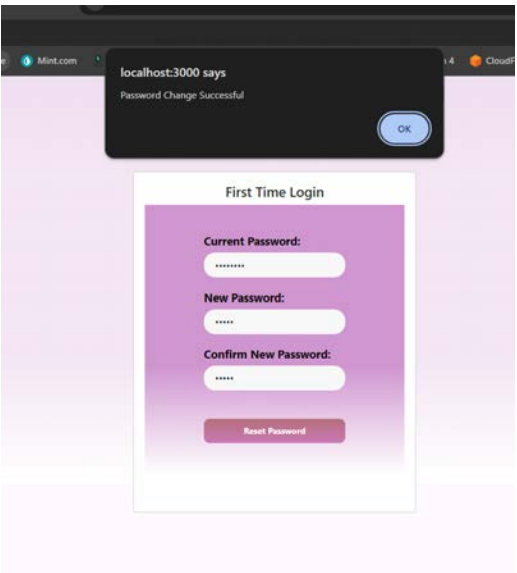 Mint.com
localhost:3000 says
Password Change Successful
OK
First Time Login
Current Password:
••••••••
New Password:
•••••
Confirm New Password:
•••••
Reset Password